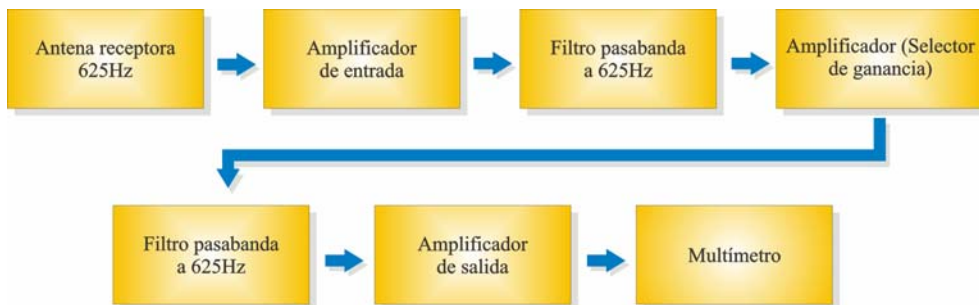 Antena receptora
625Hz
Amplificador
de entrada
Filtro pasabanda
a 625Hz
Amplificador (Selector
de ganancia)
Filtro pasabanda
a 625Hz
Amplificador
de salida
Multímetro